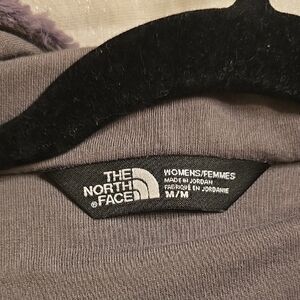 THE
NORTH
®FACE
WOMENS/FEMMES
MADE IN JORDAN
FABRIQUÉ EN JORDANIE
M/M